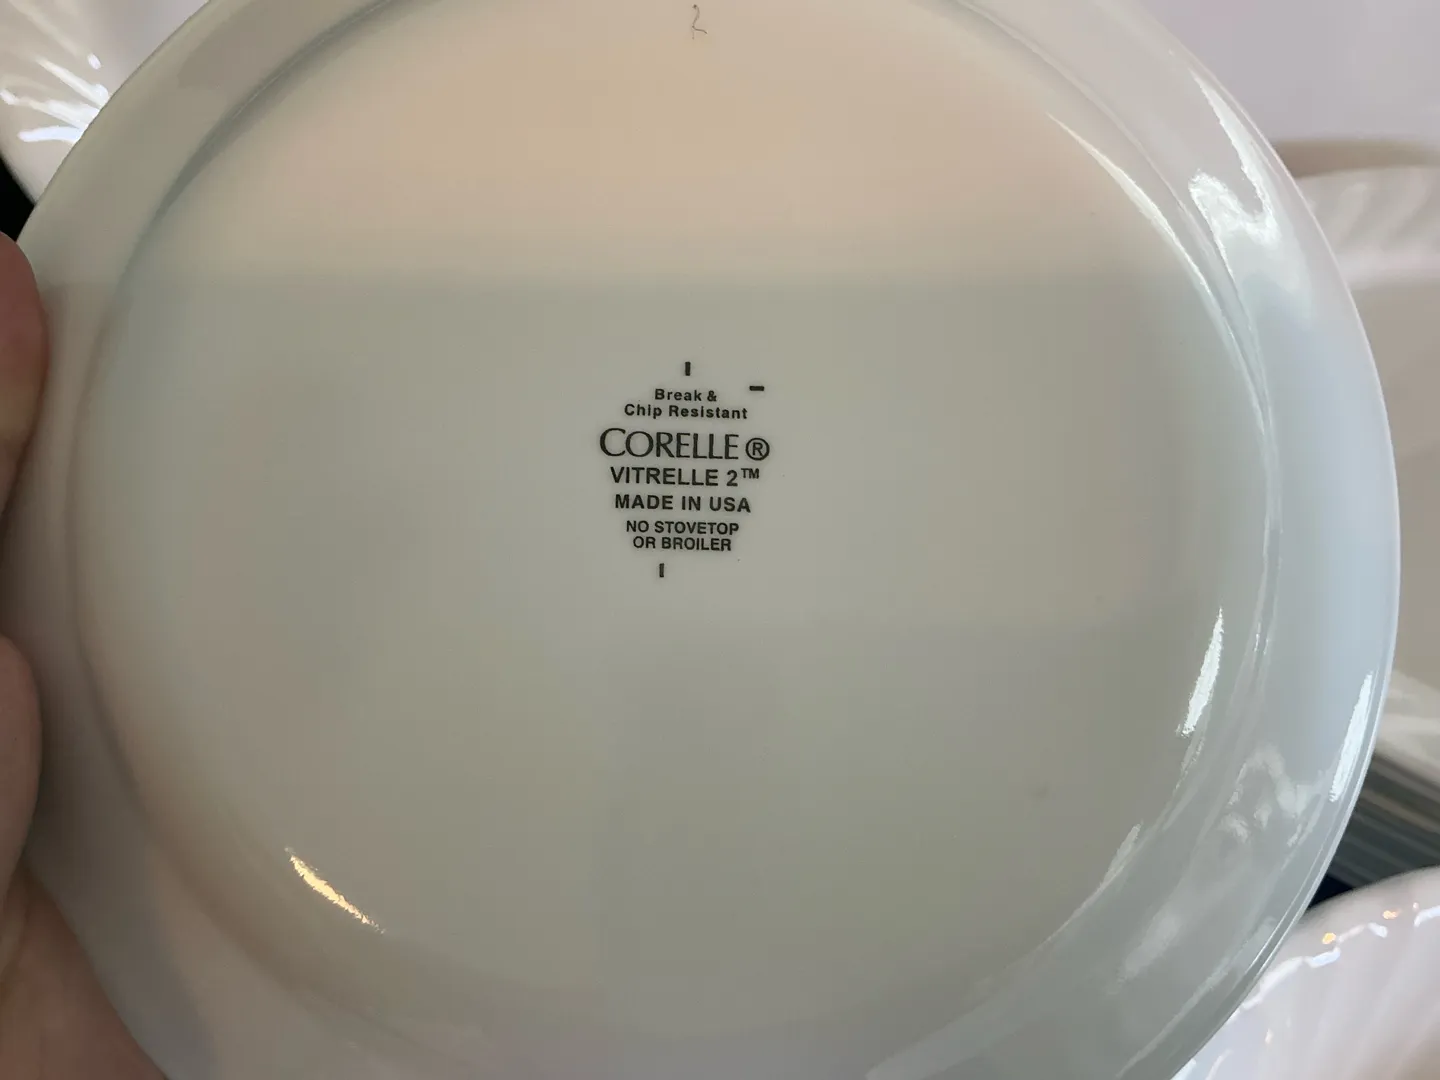 Break &
Chip Resistant
CORELLE®
VITRELLE 2™
MADE IN USA
NO STOVETOP
OR BROILER